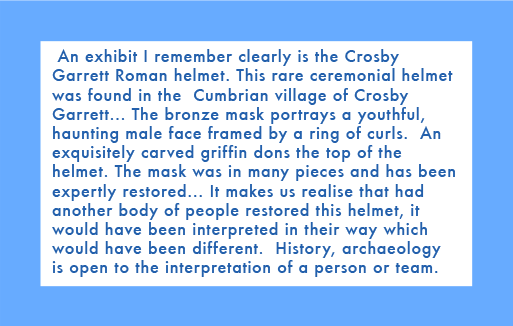 An exhibit I remember clearly is the Crosby
Garrett Roman helmet. This rare ceremonial helmet
was found in the  Cumbrian village of Crosby
Garrett... The bronze mask portrays a youthful,
haunting male face framed by a ring of curls.  An
exquisitely carved griffin dons the top of the
helmet. The mask was in many pieces and has been
expertly restored... It makes us realise that had
another body of people restored this helmet, it
would have been interpreted in their way which
would have been different.  History, archaeology
is open to the interpretation of a person or team.